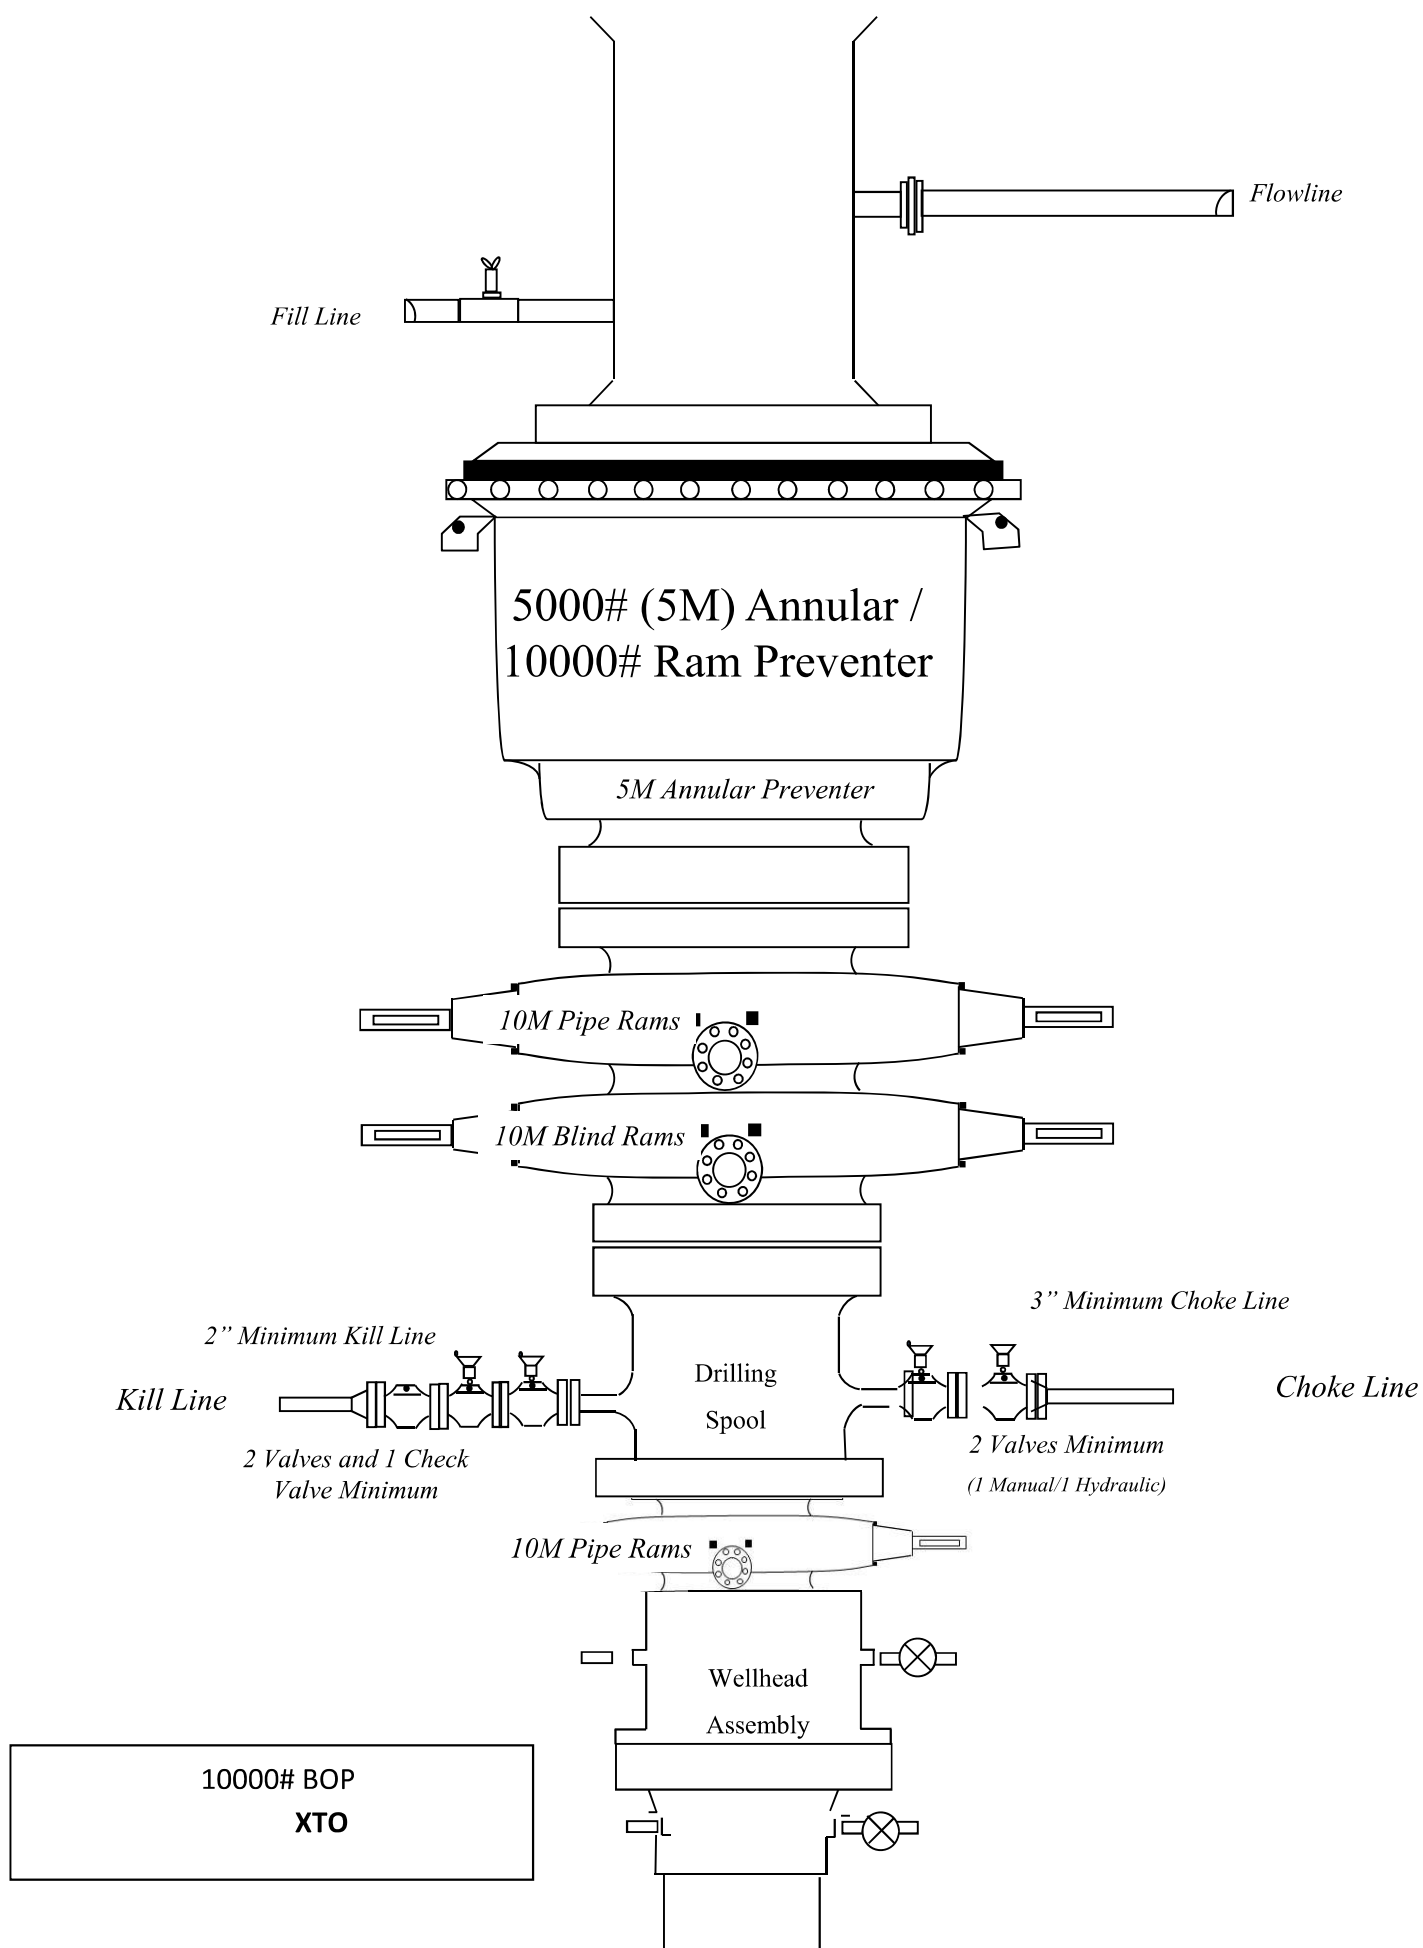 Flowline
Fill Line
5000# (5M) Annular /
10000# Ram Preventer
5M Annular Preventer
10M Pipe Rams
10M Blind Rams
3” Minimum Choke Line
2” Minimum Kill Line
Drilling
Spool
Kill Line
Choke Line
2 Valves and 1 Check
Valve Minimum
2 Valves Minimum
(1 Manual/1 Hydraulic)
10M Pipe Rams
Wellhead
Assembly
10000# BOP
XTO